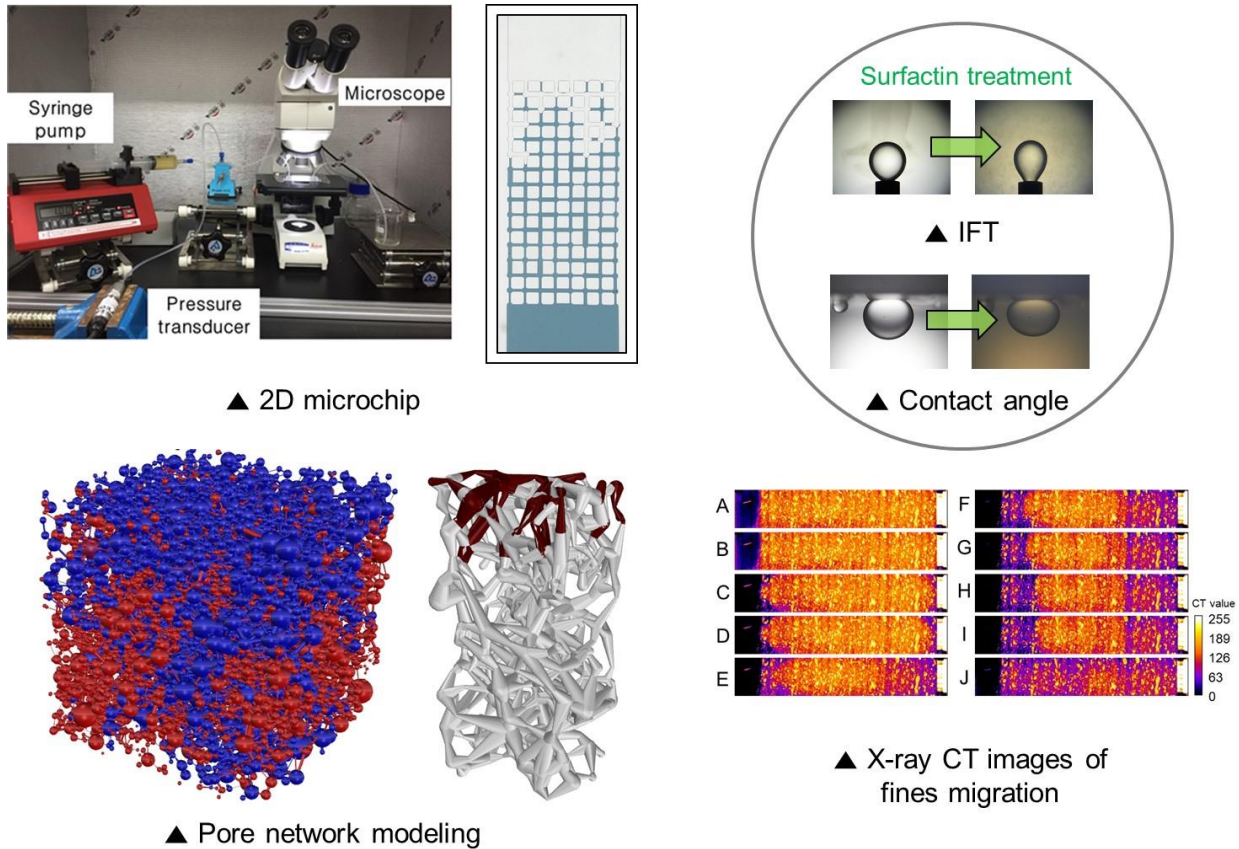 Syringe
pump
Microscope
Pressure
transducer
▲ 2D microchip
Surfactin treatment
▲ IFT
▲ Contact angle
▲ Pore network modeling
A
B
C
D
E
F
G
H
I
J
CT value
255
189
126
63
0
▲ X-ray CT images of
fines migration